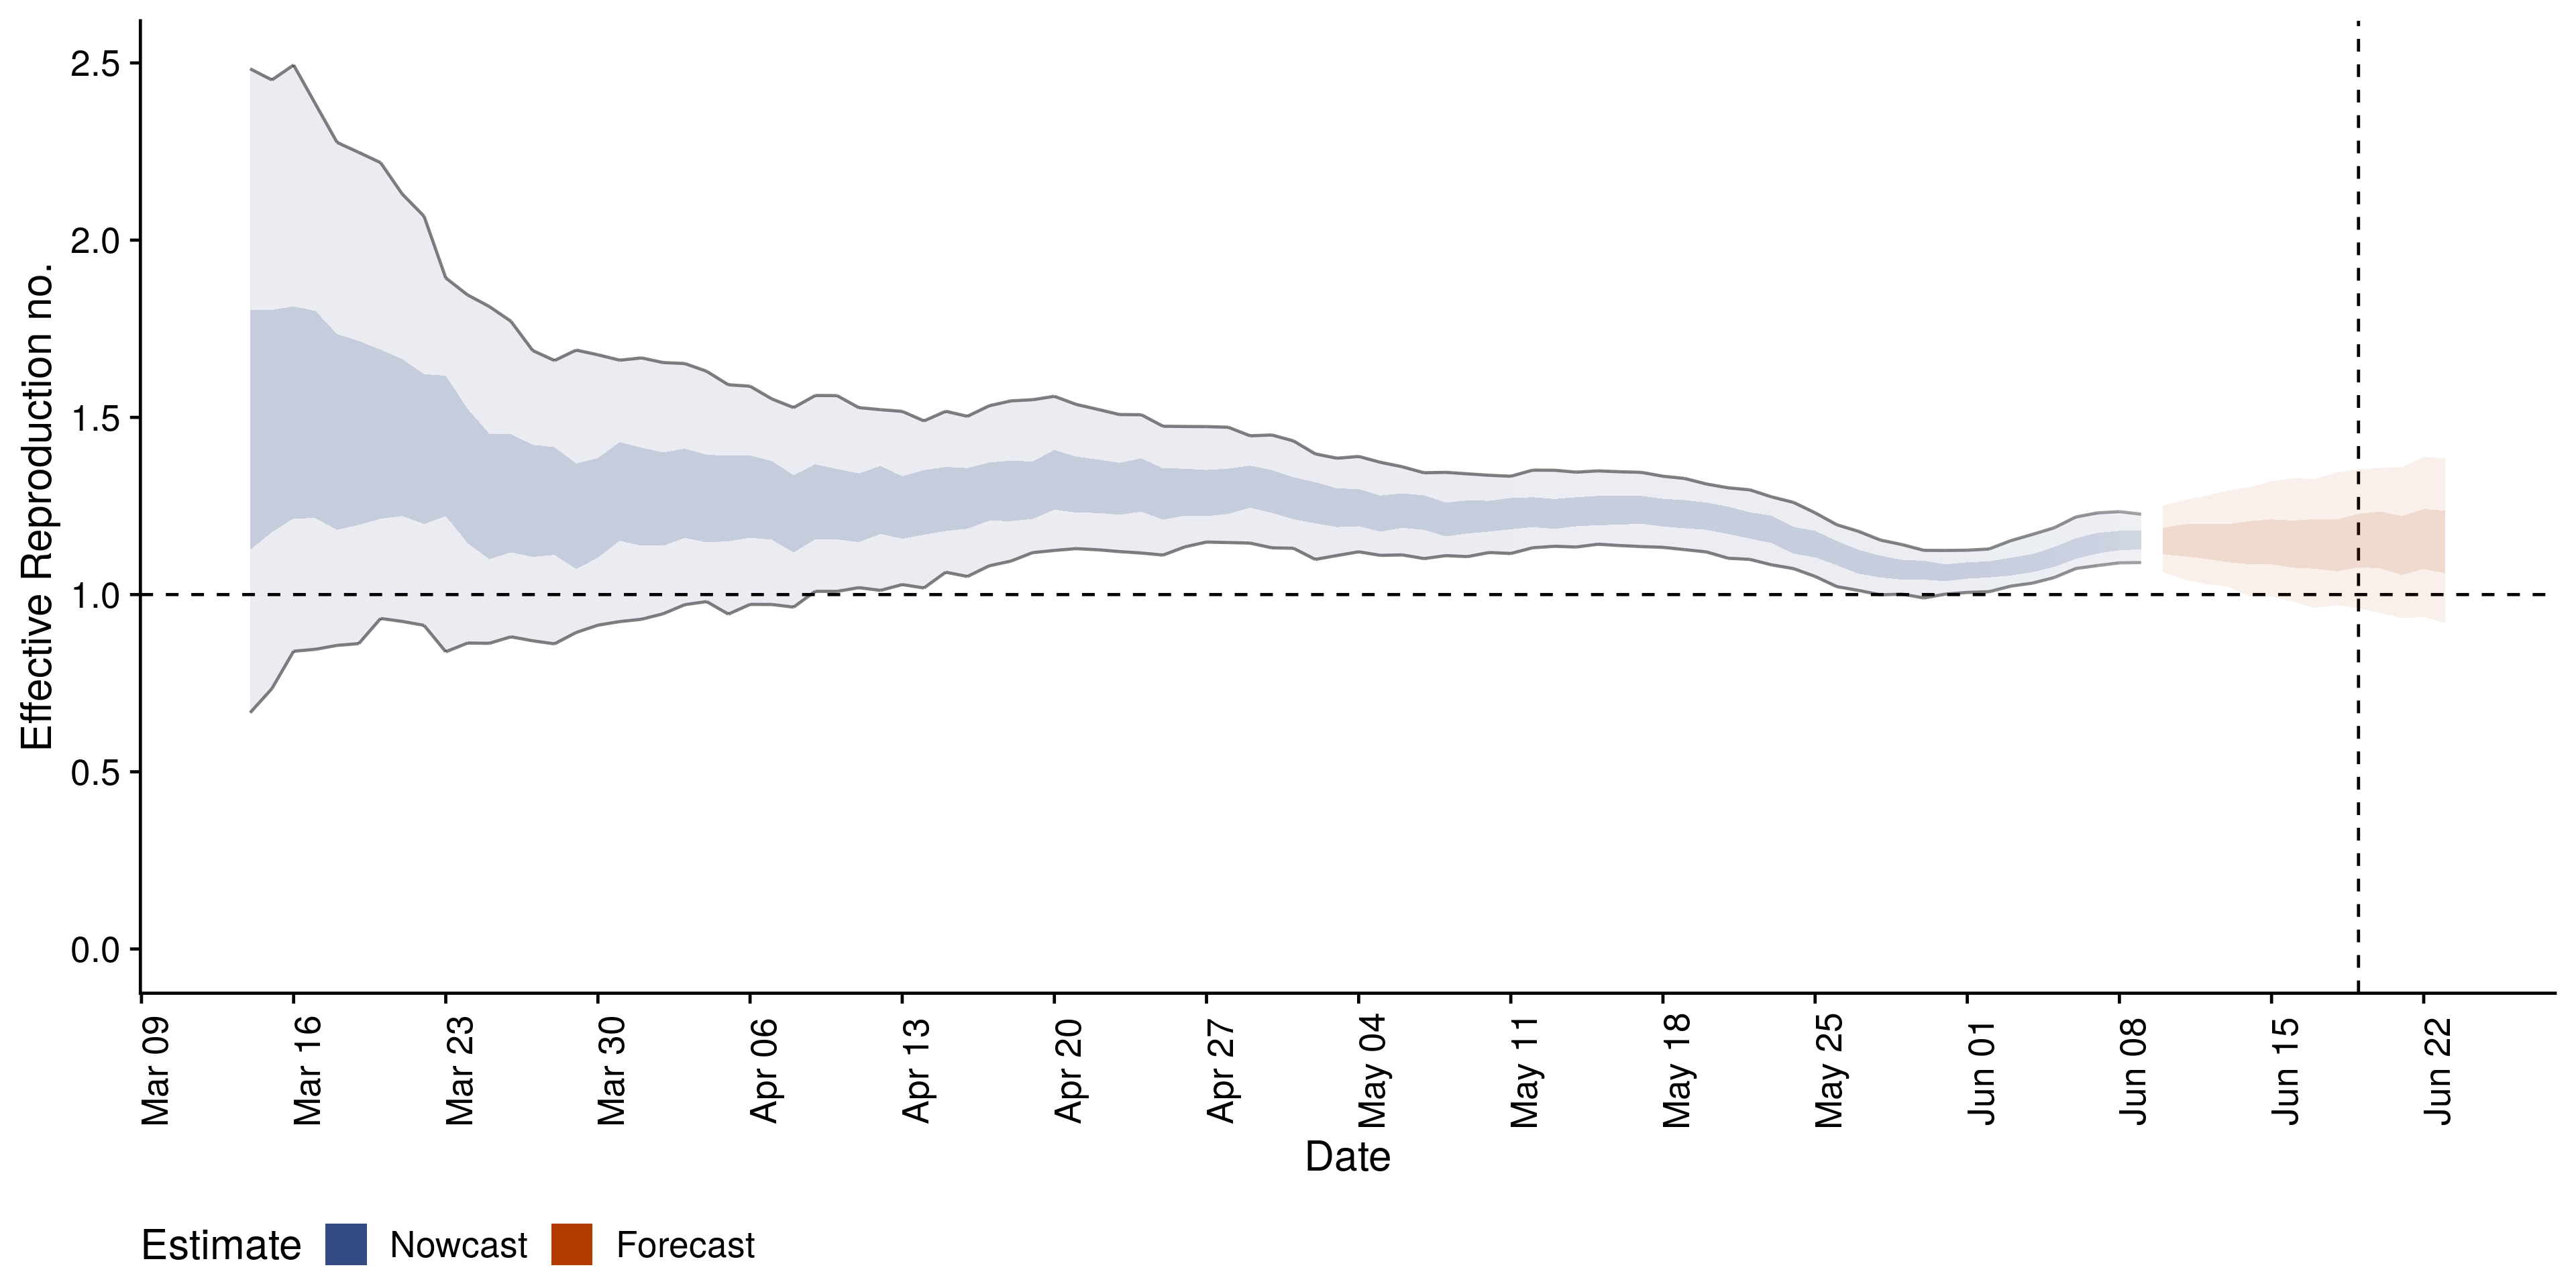 Effective Reproduction no.
2.5
2.0
1.5
1.0
0.5
0.0
Mar 09
Mar 16
Mar 23
Mar 30
Apr 06
Apr 13
Apr 20
Apr 27
May 04
May 11
May 18
May 25
Jun 01
Jun 08
Jun 15
Jun 22
Date
Estimate Nowcast Forecast